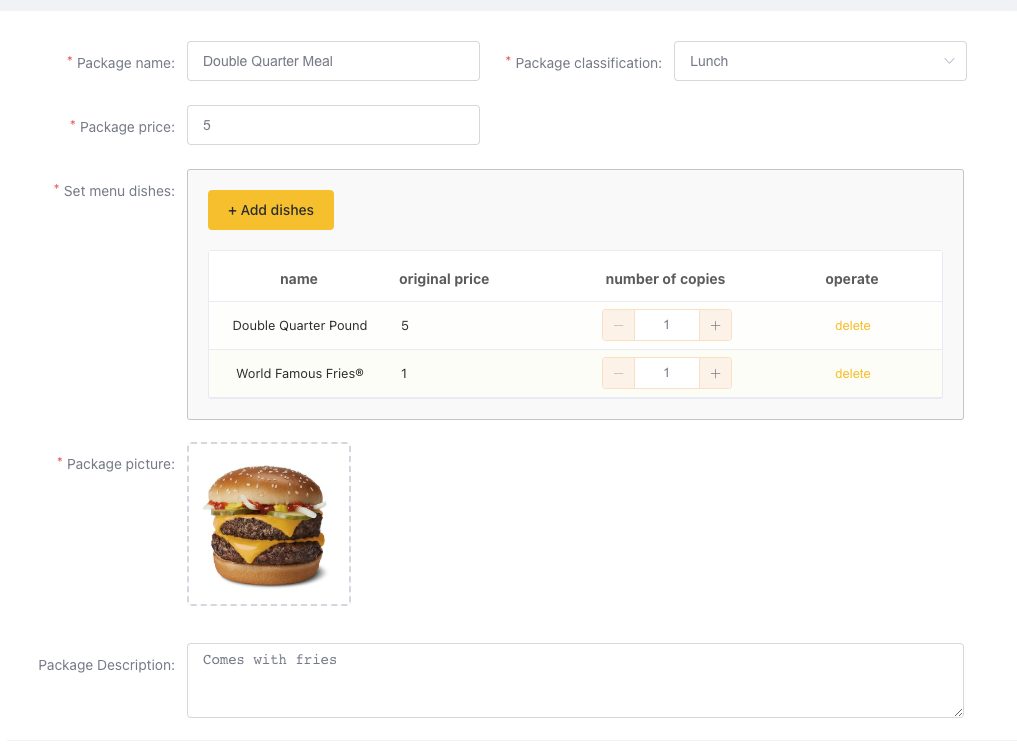 * Package name: Double Quarter Meal * Package classification: Lunch
* Package price: 5
* Set menu dishes:
+ Add dishes
name original price number of copies operate
Double Quarter Pound 5 − 1 + delete
World Famous Fries® 1 − 1 + delete
* Package picture:
Package Description: Comes with fries